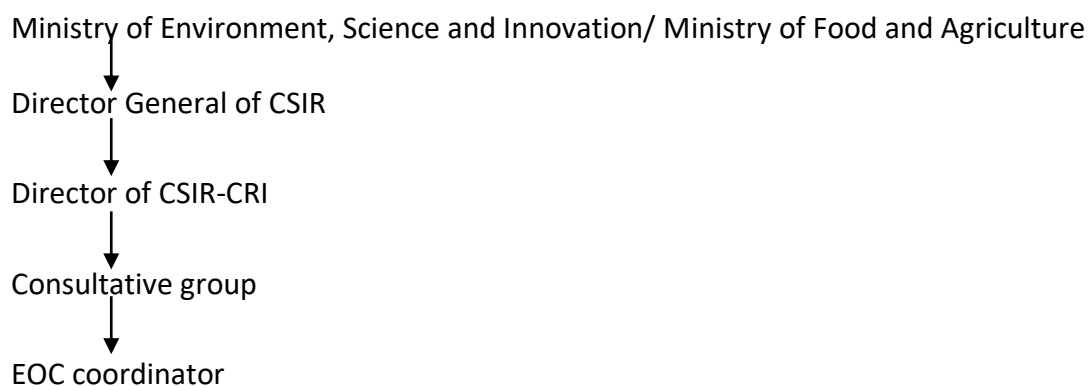 Ministry of Environment, Science and Innovation/ Ministry of Food and Agriculture
Director General of CSIR
Director of CSIR-CRI
Consultative group
EOC coordinator